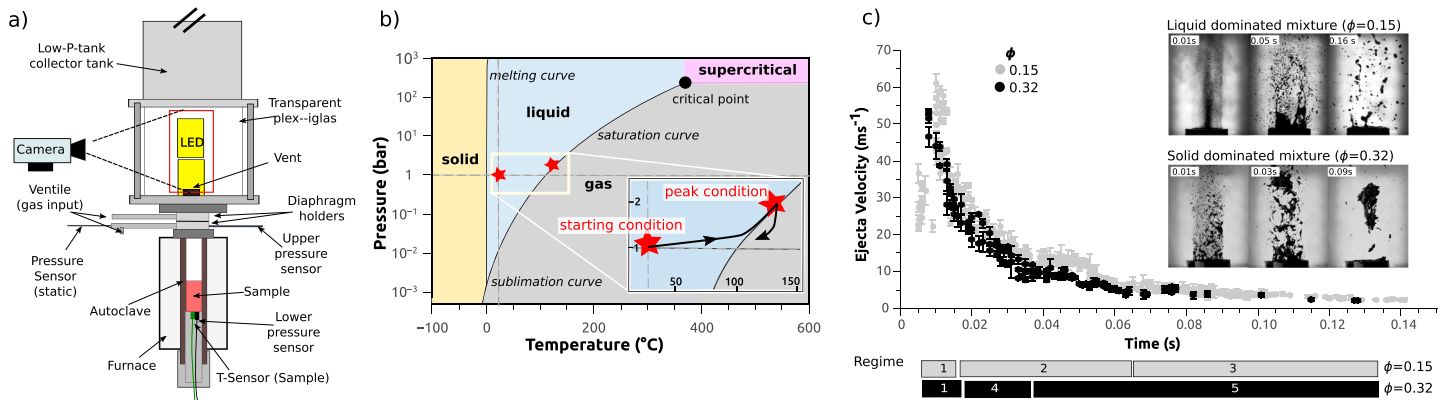 a)
Low-P-tank
collector tank
Transparent
plex--iglas
Camera
LED
Vent
Ventile
(gas input)
Diaphragm
holders
Pressure
Sensor
(static)
Upper
pressure
sensor
Sample
Autoclave
Lower
pressure
sensor
Furnace
T-Sensor (Sample)
b)
Pressure (bar)
10³
10²
10¹
1
10⁻¹
10⁻²
10⁻³
−100
0
200
400
600
Temperature (°C)
melting curve
supercritical
critical point
liquid
saturation curve
solid
gas
sublimation curve
peak condition
starting condition
2
1
50
100
150
c)
Ejecta Velocity (ms⁻¹)
70
60
50
40
30
20
10
0
0
0.02
0.04
0.06
0.08
0.10
0.12
0.14
Time (s)
ϕ
0.15
0.32
Liquid dominated mixture (ϕ=0.15)
0.01s
0.05 s
0.16s
Solid dominated mixture (ϕ=0.32)
0.01s
0.03s
0.09s
Regime
1 2 3 ϕ=0.15
1 4 5 ϕ=0.32